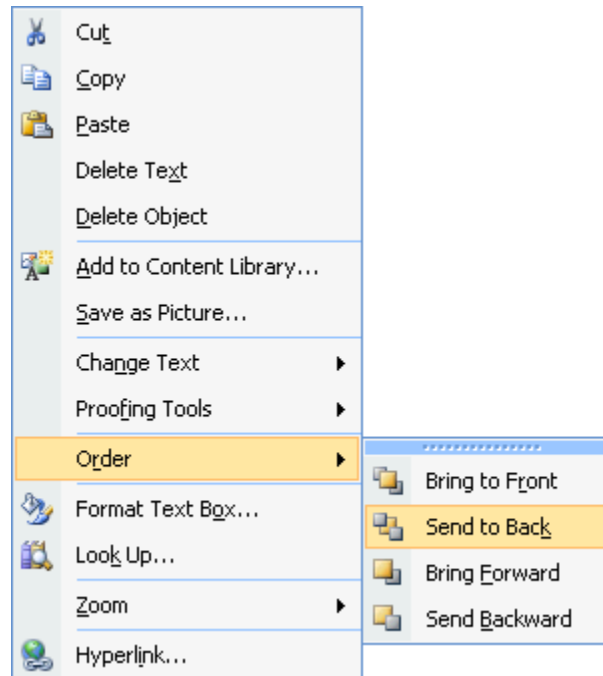 Cut
Copy
Paste
Delete Text
Delete Object
Add to Content Library...
Save as Picture...
Change Text
Proofing Tools
Order
Format Text Box...
Look Up...
Zoom
Hyperlink...
Bring to Front
Send to Back
Bring Forward
Send Backward